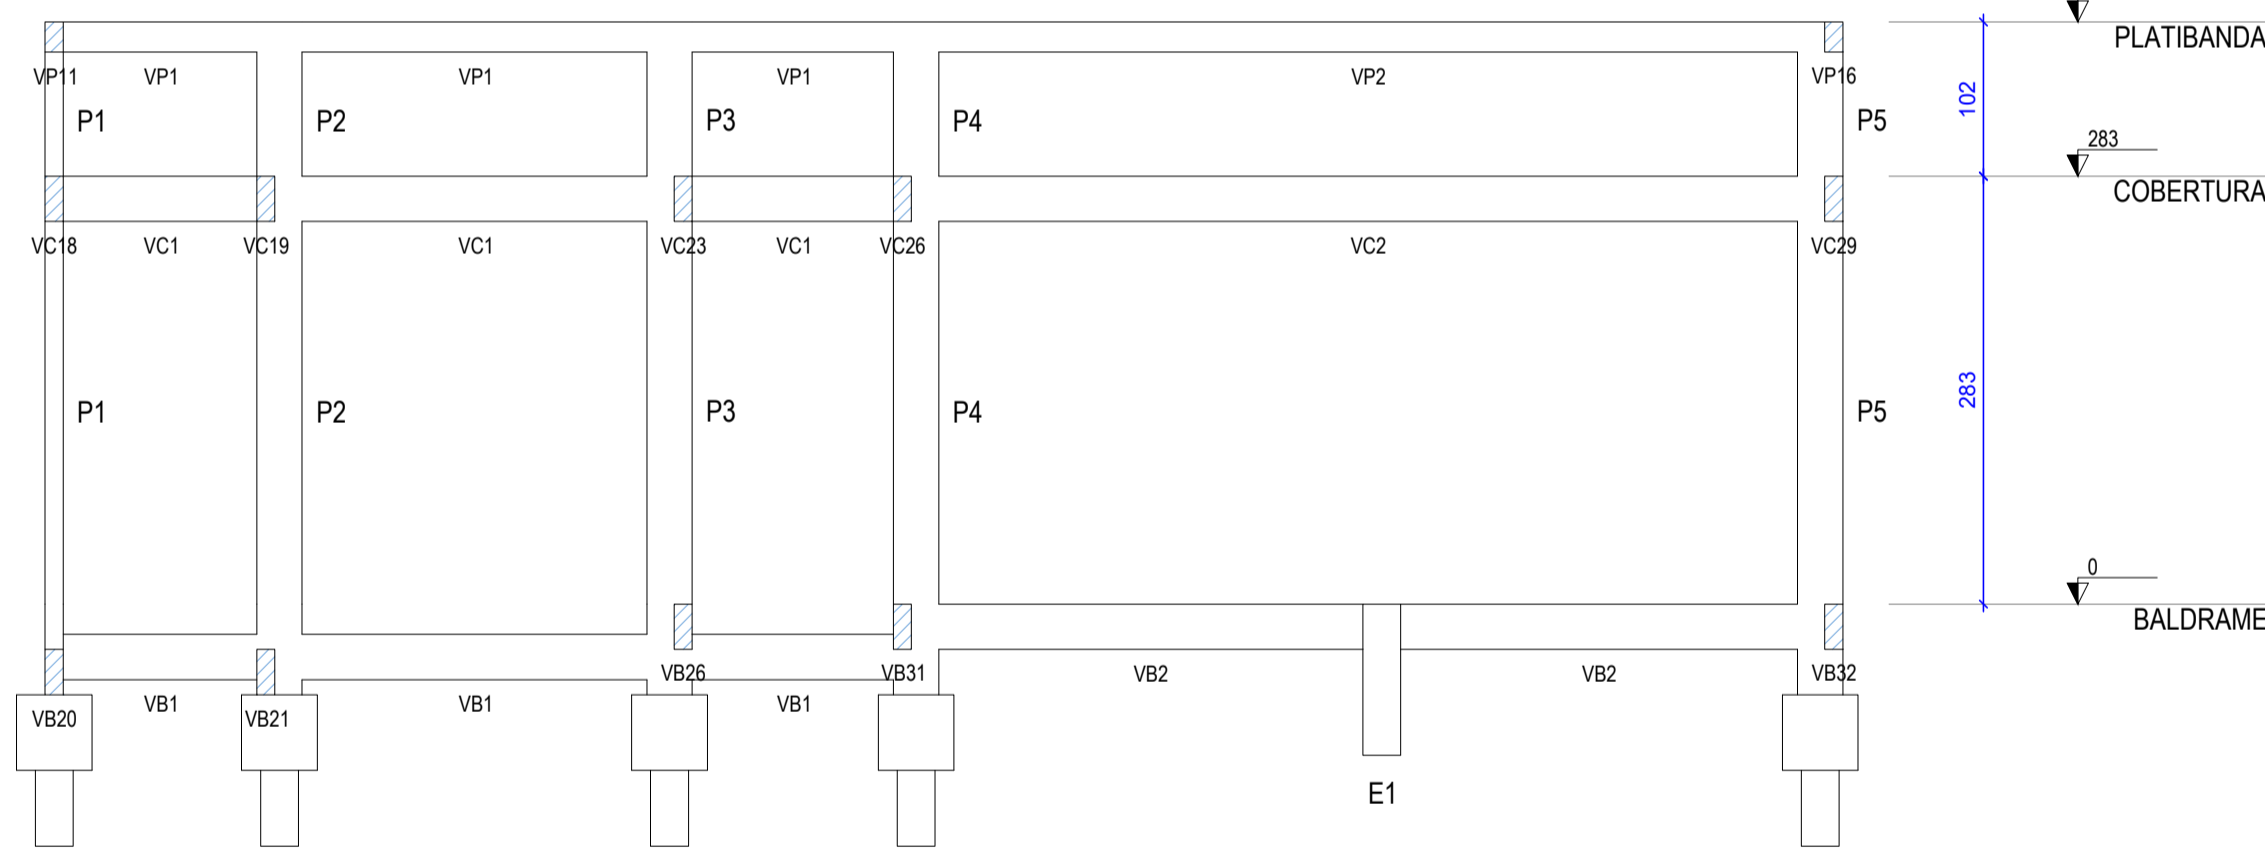 PLATIBANDA
VP11 VP1 VP1 VP1 VP2 VP16
P1 P2 P3 P4 P5
102
283
COBERTURA
VC18 VC1 VC19 VC1 VC23 VC1 VC26 VC2 VC29
P1 P2 P3 P4 P5
283
0
BALDRAME
VB26 VB31 VB2 VB2 VB32
VB20 VB1 VB21 VB1 VB1
E1